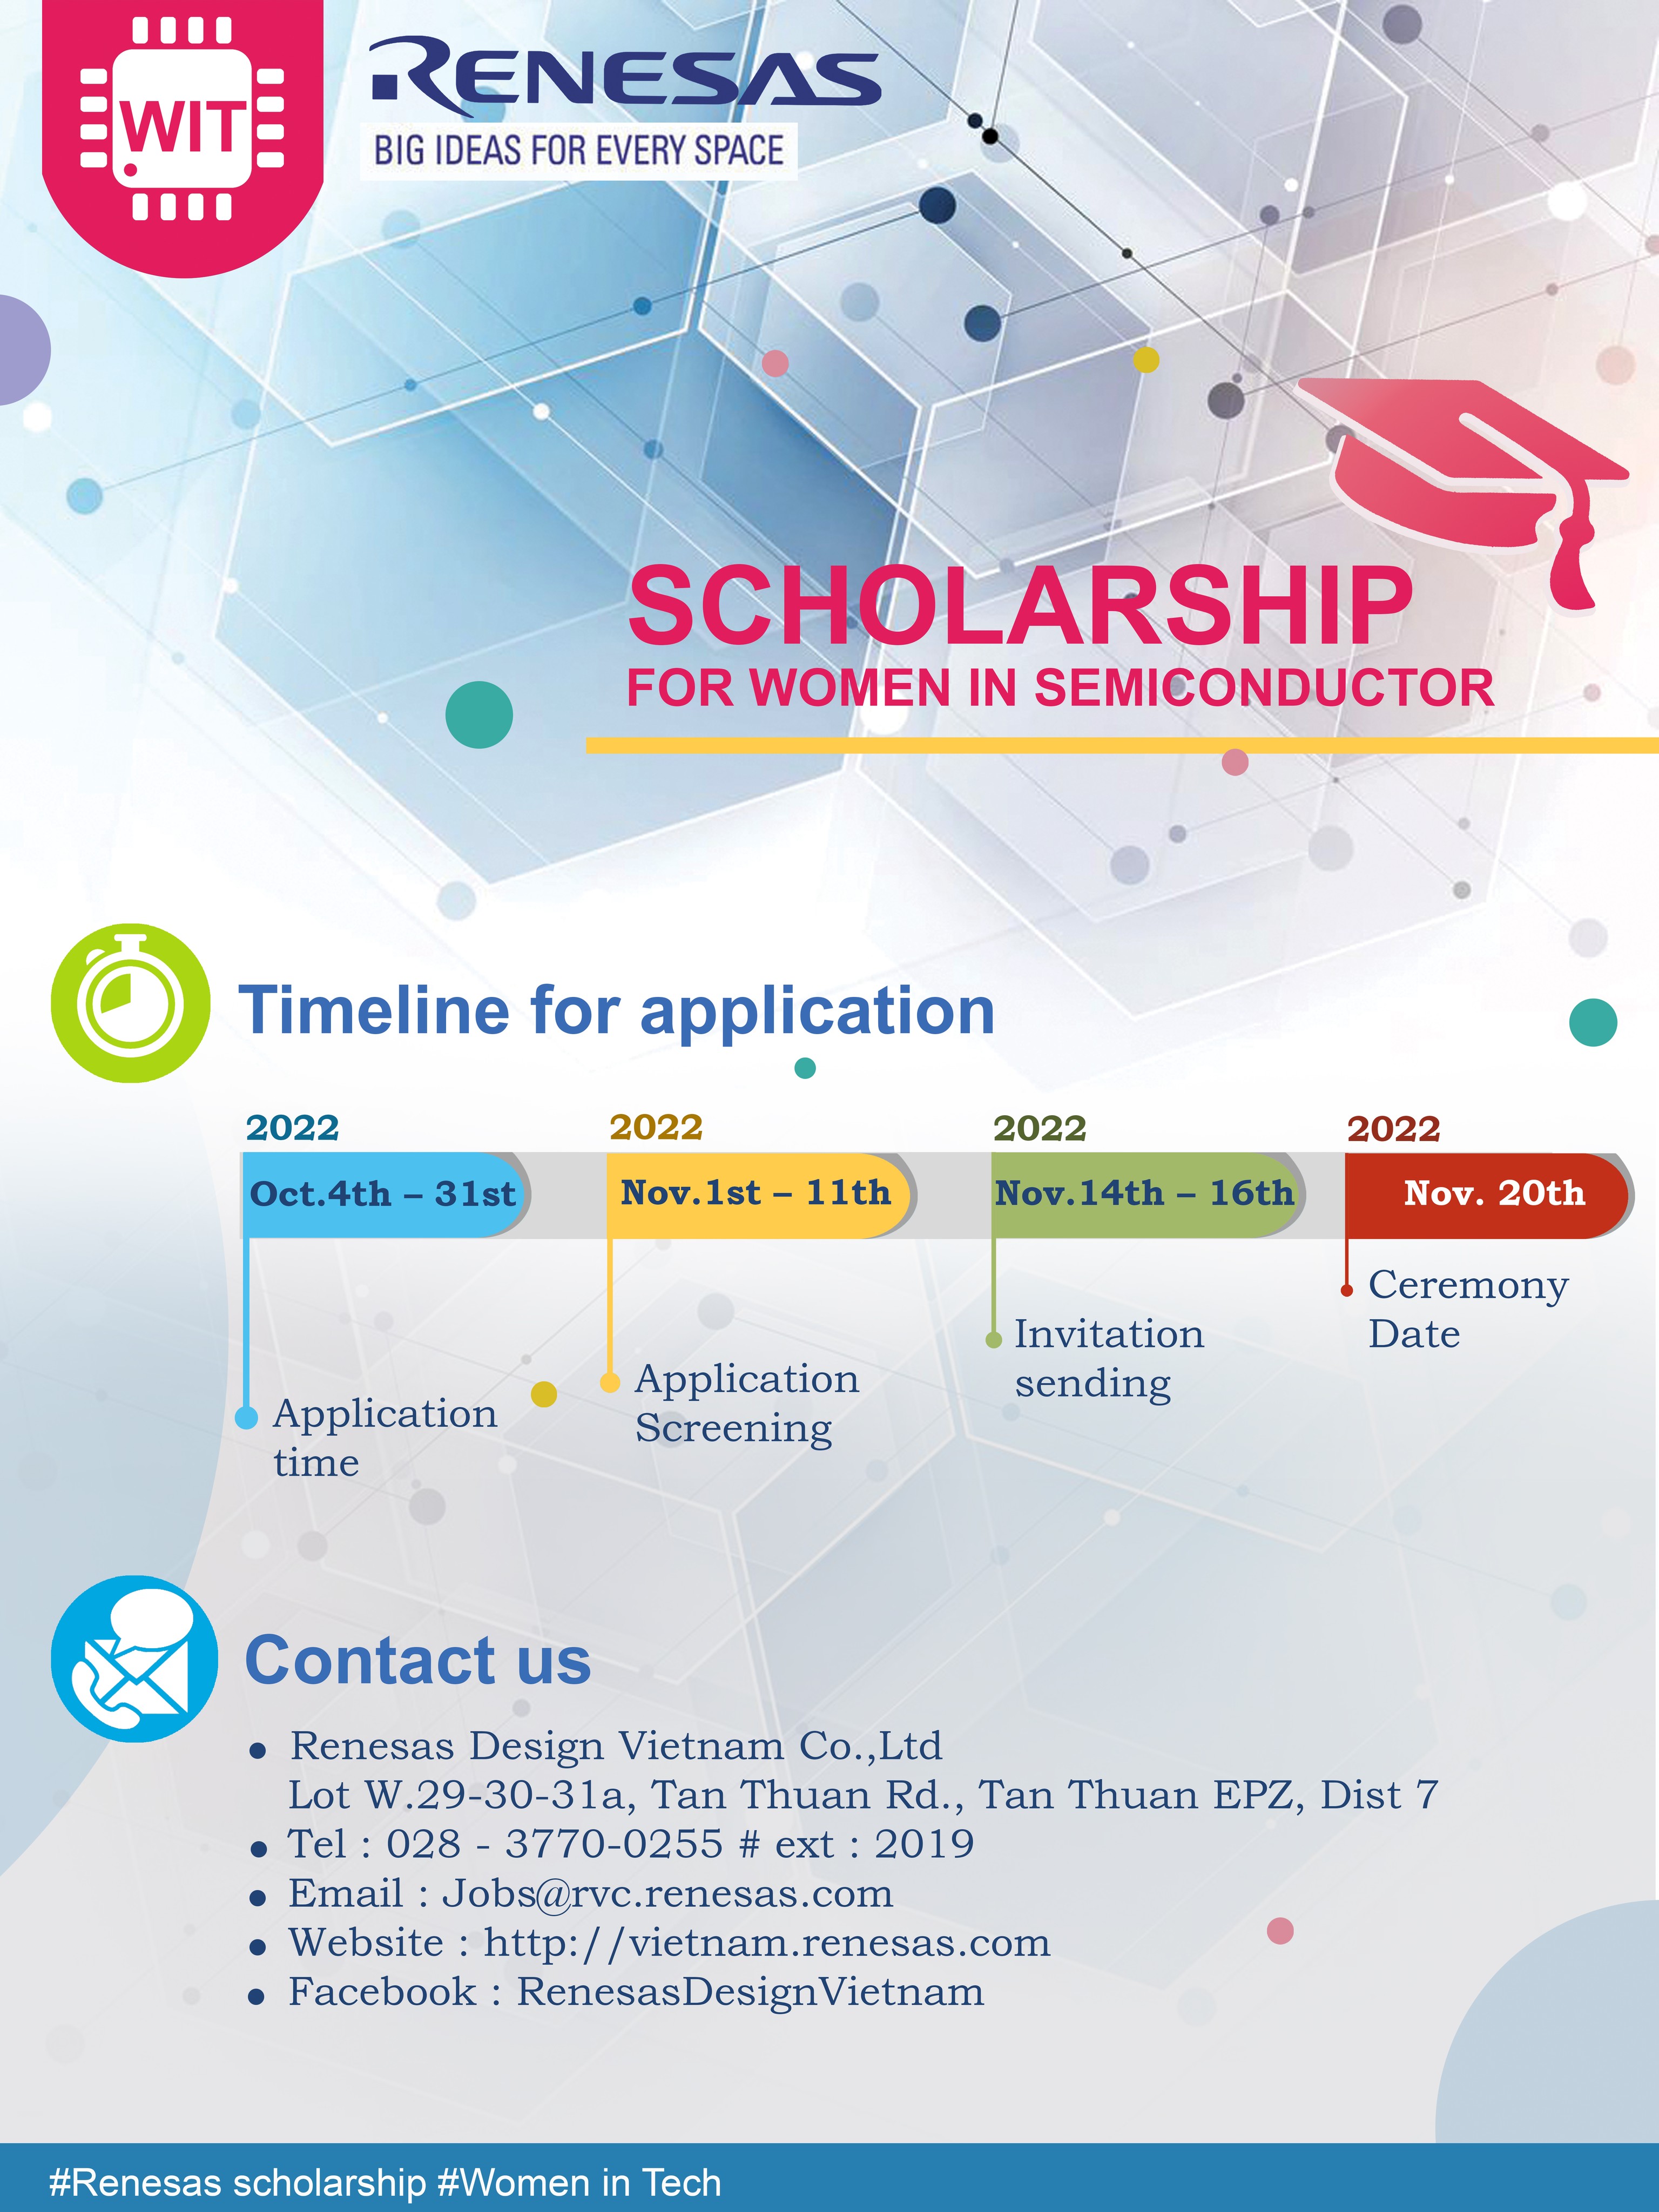 WIT
RENESAS
BIG IDEAS FOR EVERY SPACE
SCHOLARSHIP
FOR WOMEN IN SEMICONDUCTOR
Timeline for application
2022
Oct.4th – 31st
Application
time
2022
Nov.1st – 11th
Application
Screening
2022
Nov.14th – 16th
Invitation
sending
2022
Nov. 20th
Ceremony
Date
Contact us
• Renesas Design Vietnam Co.,Ltd
Lot W.29-30-31a, Tan Thuan Rd., Tan Thuan EPZ, Dist 7
• Tel : 028 - 3770-0255 # ext : 2019
• Email : Jobs@rvc.renesas.com
• Website : http://vietnam.renesas.com
• Facebook : RenesasDesignVietnam
#Renesas scholarship #Women in Tech